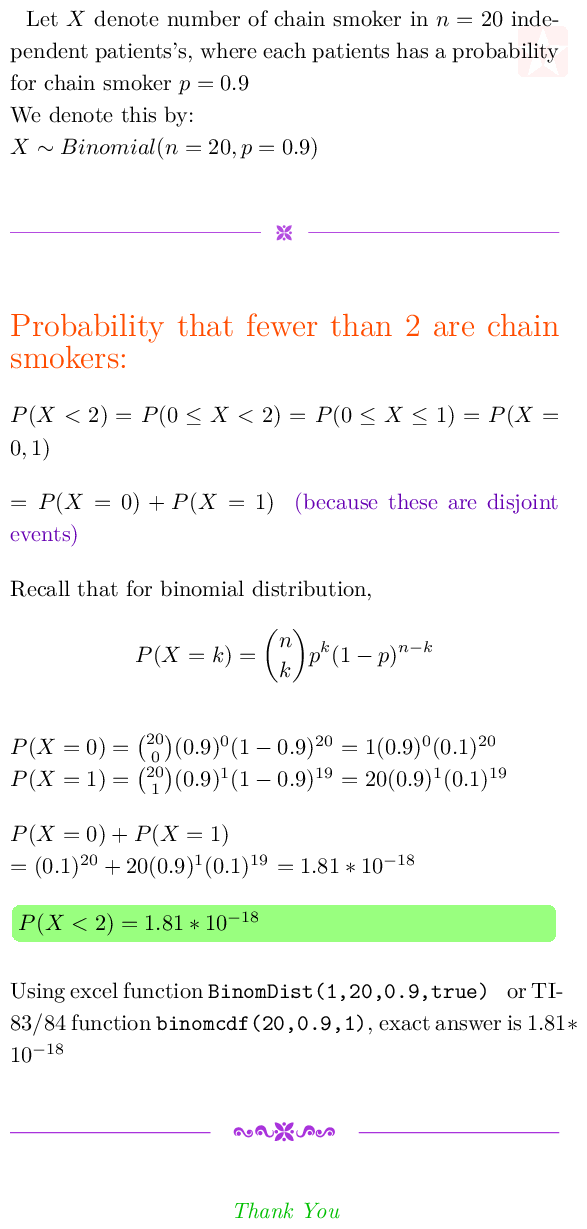 Let X denote number of chain smoker in n = 20 inde-
pendent patients's, where each patients has a probability
for chain smoker p = 0.9
We denote this by:
X ∼ Binomial(n = 20, p = 0.9)
Probability that fewer than 2 are chain
smokers:
P(X < 2) = P(0 ≤ X < 2) = P(0 ≤ X ≤ 1) = P(X =
0, 1)
= P(X = 0) + P(X = 1) (because these are disjoint
events)
Recall that for binomial distribution,
P(X = k) = \binom{n}{k} p^k (1 − p)^{n−k}
P(X = 0) = \binom{20}{0} (0.9)^0 (1 − 0.9)^{20} = 1(0.9)^0 (0.1)^{20}
P(X = 1) = \binom{20}{1} (0.9)^1 (1 − 0.9)^{19} = 20(0.9)^1 (0.1)^{19}
P(X = 0) + P(X = 1)
= (0.1)^{20} + 20(0.9)^1 (0.1)^{19} = 1.81 ∗ 10^{−18}
P(X < 2) = 1.81 ∗ 10^{−18}
Using excel function BinomDist(1,20,0.9,true) or TI-
83/84 function binomcdf(20,0.9,1), exact answer is 1.81∗
10^{−18}
Thank You